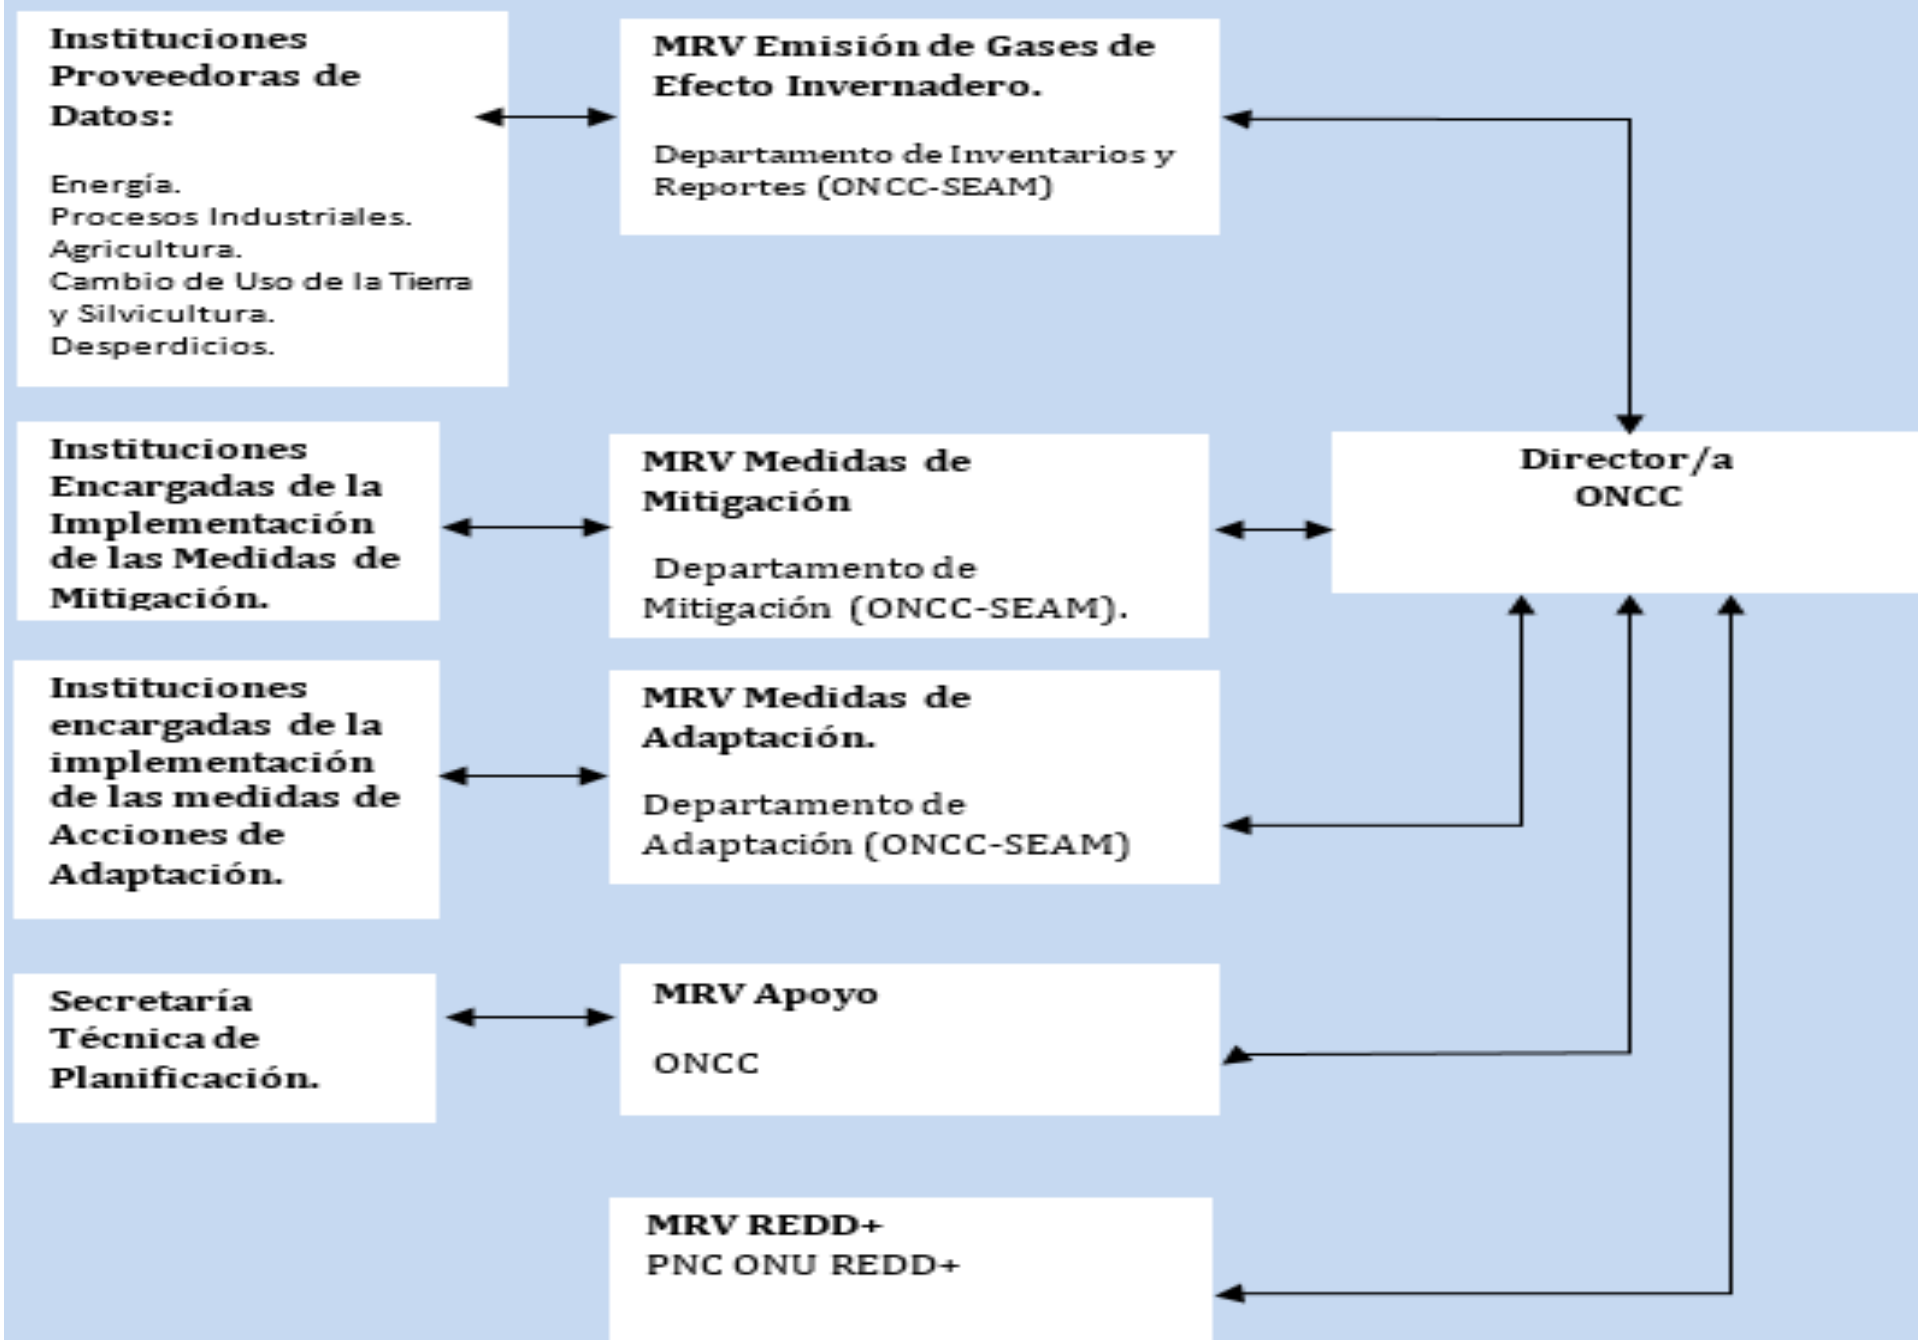 Instituciones
Proveedoras de
Datos:
Energía.
Procesos Industriales.
Agricultura.
Cambio de Uso de la Tierra
y Silvicultura.
Desperdicios.
MRV Emisión de Gases de
Efecto Invernadero.
Departamento de Inventarios y
Reportes (ONCC-SEAM)
Instituciones
Encargadas de la
Implementación
de las Medidas de
Mitigación.
MRV Medidas de
Mitigación
Departamento de
Mitigación (ONCC-SEAM).
Director/a
ONCC
Instituciones
encargadas de la
implementación
de las medidas de
Acciones de
Adaptación.
MRV Medidas de
Adaptación.
Departamento de
Adaptación (ONCC-SEAM)
Secretaría
Técnica de
Planificación.
MRV Apoyo
ONCC
MRV REDD+
PNC ONU REDD+